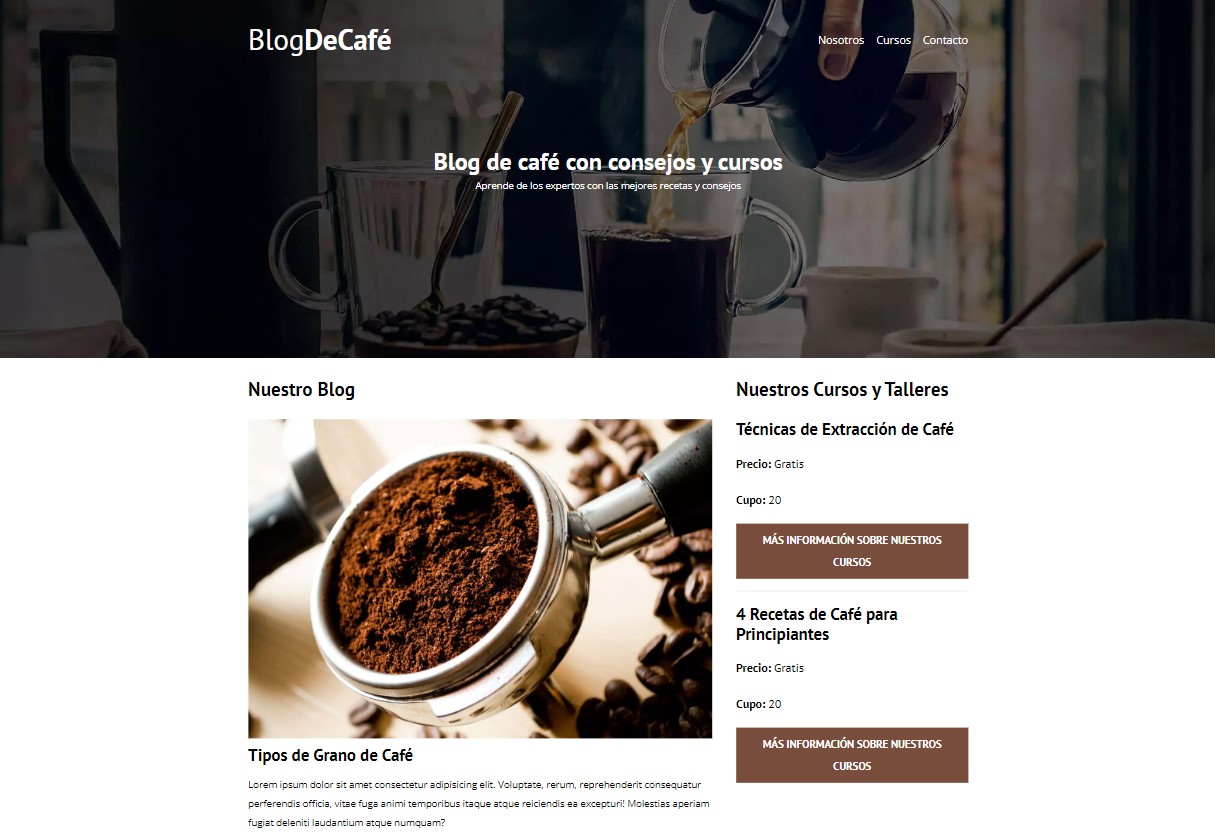 BlogDeCafé
Nosotros Cursos Contacto
Blog de café con consejos y cursos
Aprende de los expertos con las mejores recetas y consejos
Nuestro Blog
Tipos de Grano de Café
Lorem ipsum dolor sit amet consectetur adipisicing elit. Voluptate, rerum, reprehenderit consequatur
perferendis officia, vitae fuga animi temporibus itaque atque reiciendis ea excepturi! Molestias aperiam
fugiat deleniti laudantium atque numquam?
Nuestros Cursos y Talleres
Técnicas de Extracción de Café
Precio: Gratis
Cupo: 20
MÁS INFORMACIÓN SOBRE NUESTROS
CURSOS
4 Recetas de Café para
Principiantes
Precio: Gratis
Cupo: 20
MÁS INFORMACIÓN SOBRE NUESTROS
CURSOS